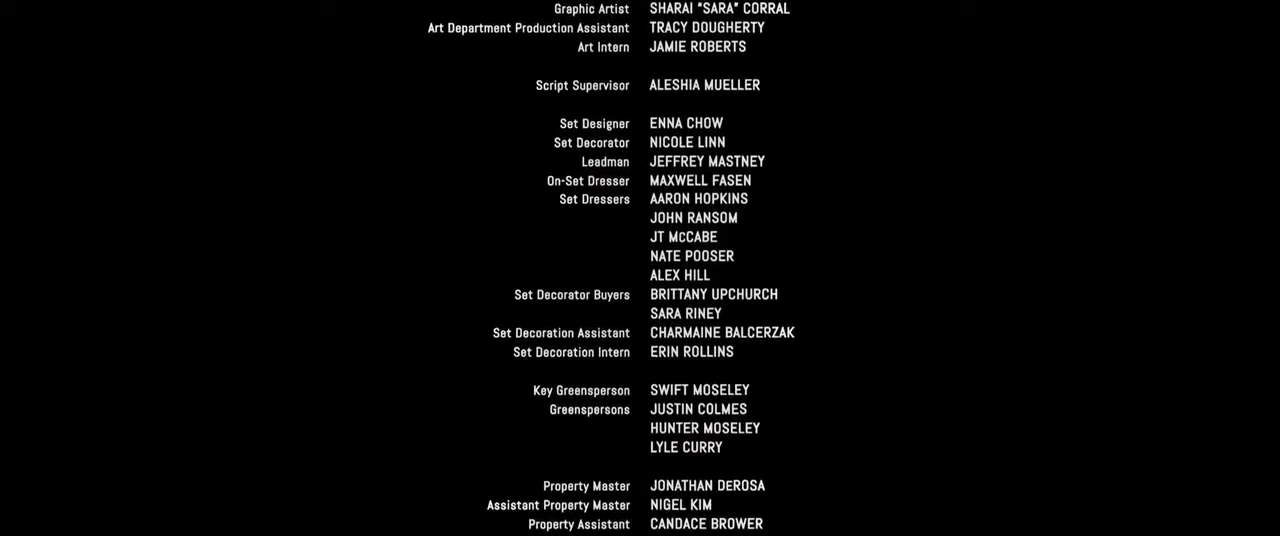 Graphic Artist SHARAI "SARA" CORRAL
Art Department Production Assistant TRACY DOUGHERTY
Art Intern JAMIE ROBERTS
Script Supervisor ALESHIA MUELLER
Set Designer ENNA CHOW
Set Decorator NICOLE LINN
Leadman JEFFREY MASTNEY
On-Set Dresser MAXWELL FASEN
Set Dressers AARON HOPKINS
JOHN RANSOM
JT McCABE
NATE POOSER
ALEX HILL
Set Decorator Buyers BRITTANY UPCHURCH
SARA RINEY
Set Decoration Assistant CHARMAINE BALCERZAK
Set Decoration Intern ERIN ROLLINS
Key Greensperson SWIFT MOSELEY
Greenspersons JUSTIN COLMES
HUNTER MOSELEY
LYLE CURRY
Property Master JONATHAN DeROSA
Assistant Property Master NIGEL KIM
Property Assistant CANDACE BROWER